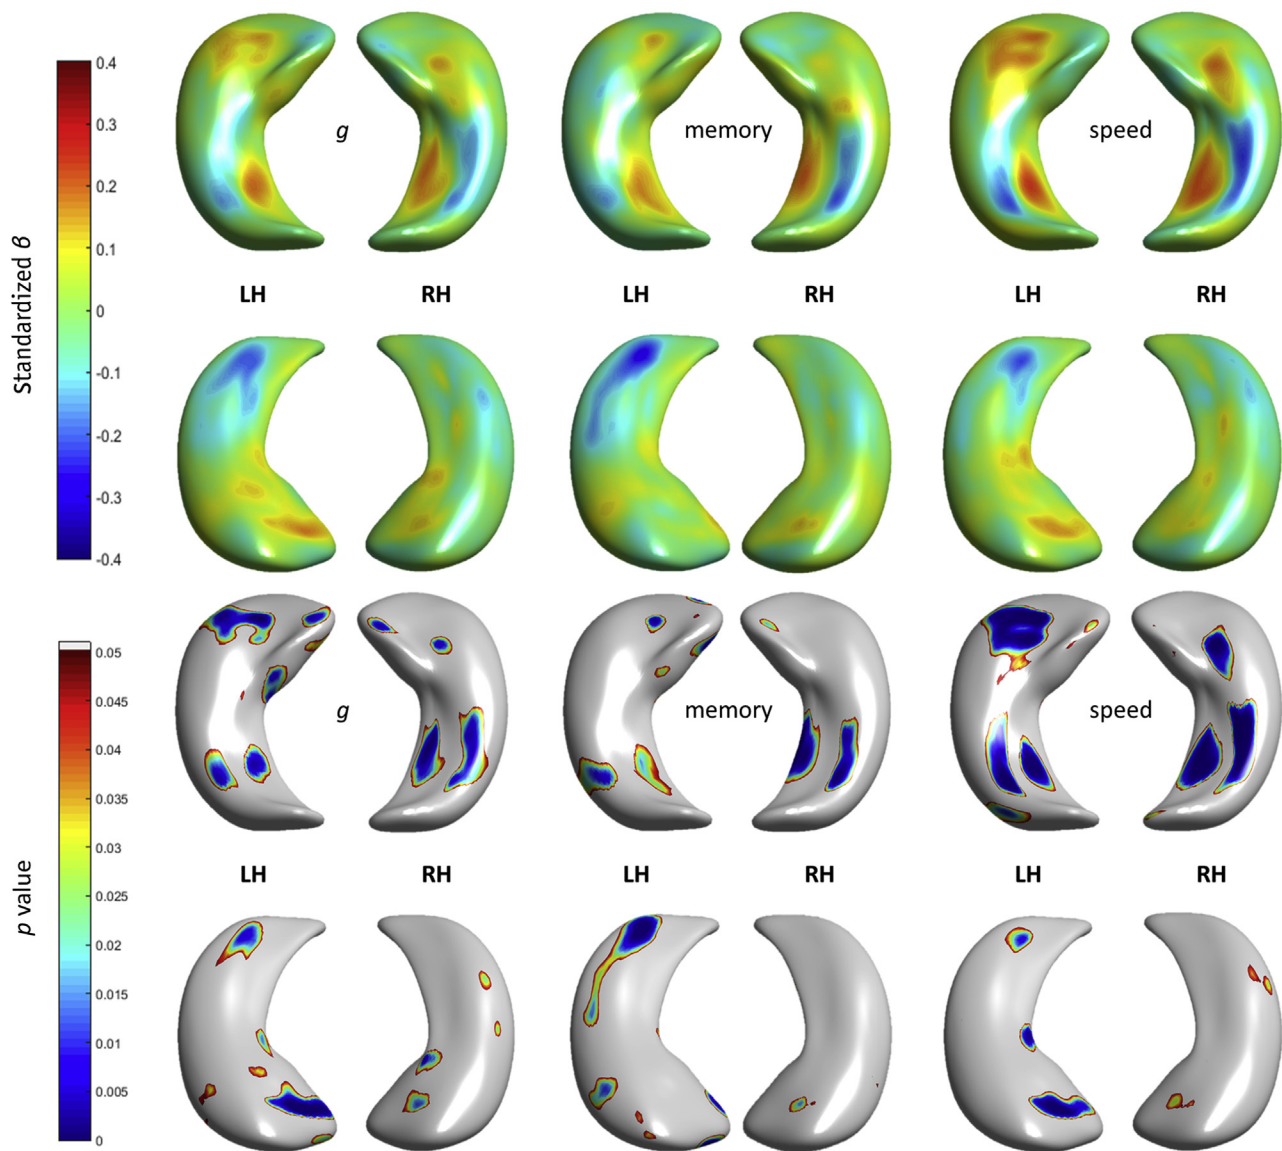 0.4
0.3
0.2
0.1
0
-0.1
-0.2
-0.3
-0.4
Standardized β
g
memory
speed
LH
RH
LH
RH
LH
RH
0.05
0.045
0.04
0.035
0.03
0.025
0.02
0.015
0.01
0.005
0
p value
g
memory
speed
LH
RH
LH
RH
LH
RH